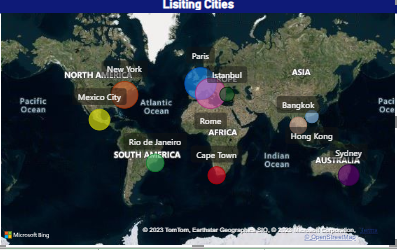 Lisiting Cities
Paris
New York
NORTH AMERICA
Istanbul
EUROPE
ASIA
Mexico City
Pacific
Ocean
Atlantic
Ocean
Bangkok
Rome
AFRICA
Hong Kong
Rio de Janeiro
SOUTH AMERICA
Cape Town
Indian
Ocean
Sydney
AUSTRALIA
Microsoft Bing
© 2023 TomTom, Earthstar Geographics SIO, © 2023 Microsoft Corporation,
© OpenStreetMap